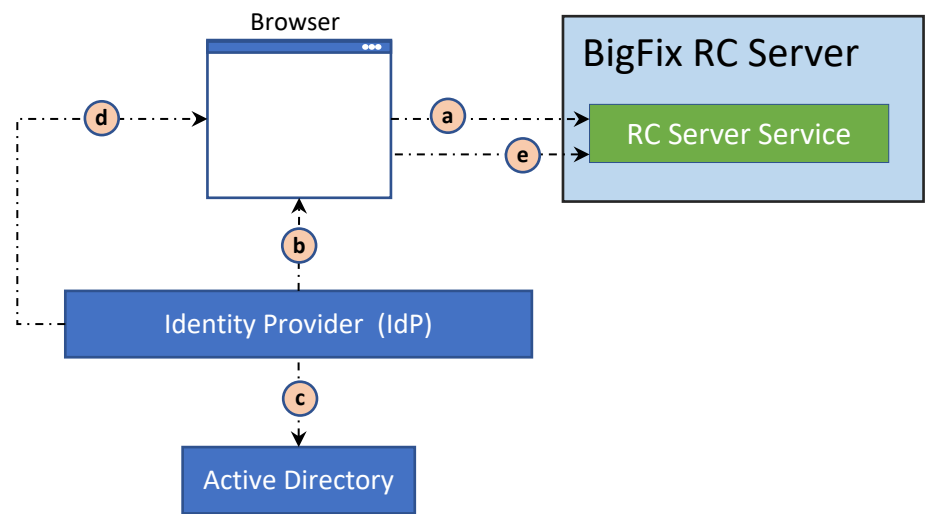 Browser
BigFix RC Server
d
a
RC Server Service
e
b
Identity Provider  (IdP)
c
Active Directory